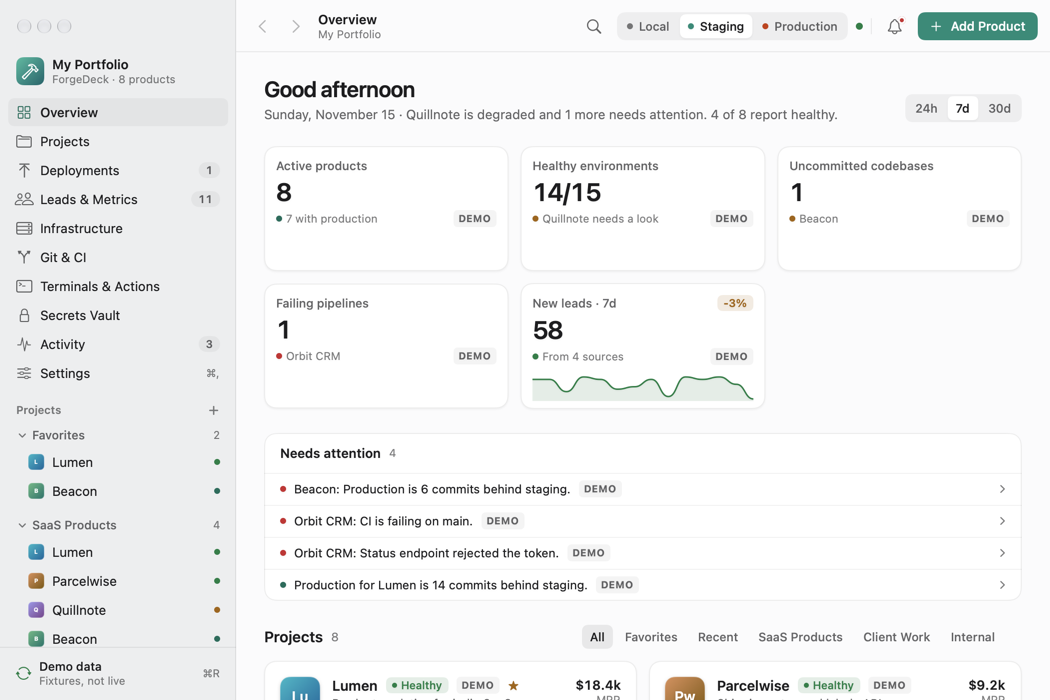 My Portfolio
ForgeDeck · 8 products
Overview
Projects
Deployments 1
Leads & Metrics 11
Infrastructure
Git & CI
Terminals & Actions
Secrets Vault
Activity 3
Settings ⌘,
Projects +
Favorites 2
L Lumen
B Beacon
SaaS Products 4
L Lumen
P Parcelwise
Q Quillnote
B Beacon
Demo data
Fixtures, not live
⌘R
Overview
My Portfolio
Local Staging Production
+ Add Product
Good afternoon
Sunday, November 15 · Quillnote is degraded and 1 more needs attention. 4 of 8 report healthy.
24h 7d 30d
Active products
8
7 with production DEMO
Healthy environments
14/15
Quillnote needs a look DEMO
Uncommitted codebases
1
Beacon DEMO
Failing pipelines
1
Orbit CRM DEMO
New leads · 7d -3%
58
From 4 sources DEMO
Needs attention 4
Beacon: Production is 6 commits behind staging. DEMO
Orbit CRM: CI is failing on main. DEMO
Orbit CRM: Status endpoint rejected the token. DEMO
Production for Lumen is 14 commits behind staging. DEMO
Projects 8
All Favorites Recent SaaS Products Client Work Internal
Lu Lumen Healthy DEMO ★ $18.4k
MRR
Pw Parcelwise Healthy DEMO $9.2k
MRR